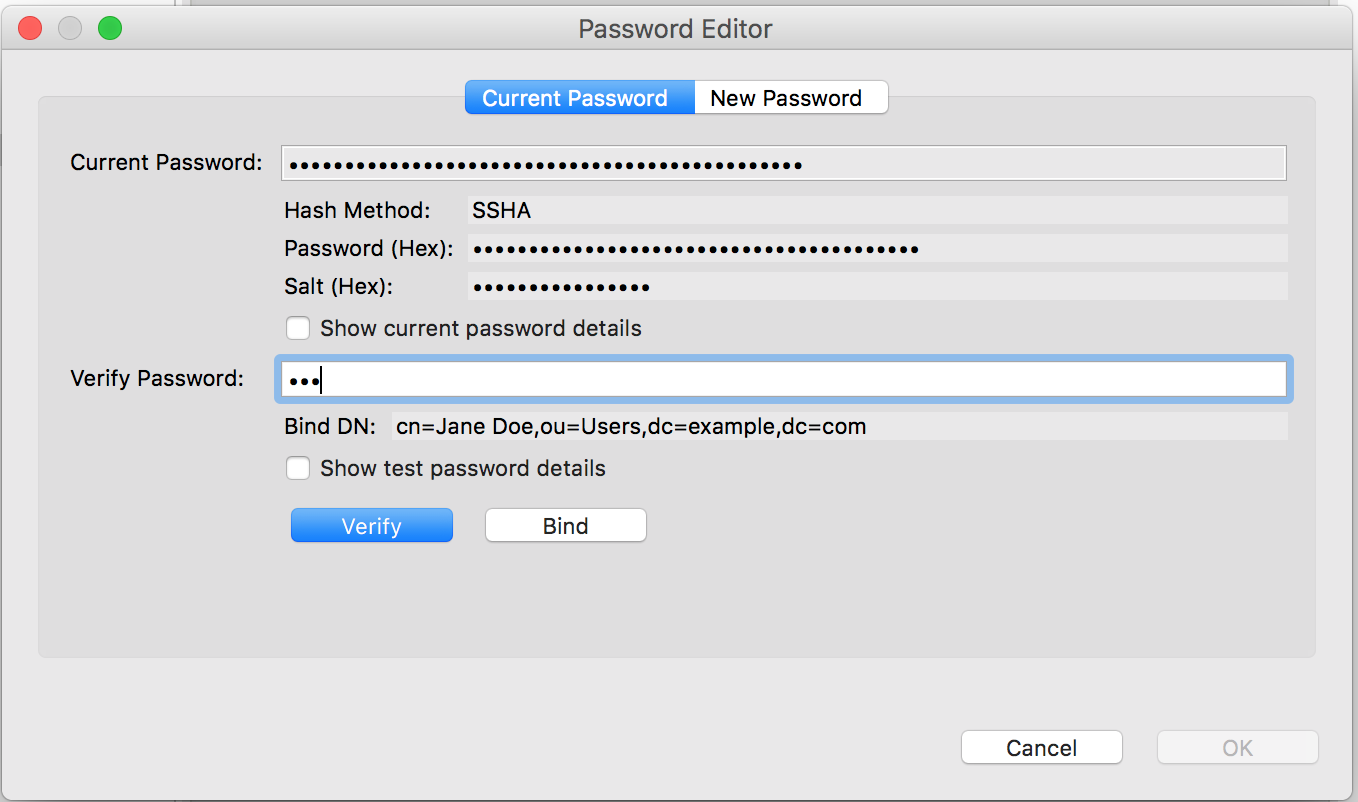 Password Editor
Current Password New Password
Current Password: ••••••••••••••••••••••••••••••••••••••••••••••
Hash Method: SSHA
Password (Hex): ••••••••••••••••••••••••••••••••••••••••
Salt (Hex): ••••••••••••••••
Show current password details
Verify Password: •••
Bind DN: cn=Jane Doe,ou=Users,dc=example,dc=com
Show test password details
Verify Bind
Cancel OK